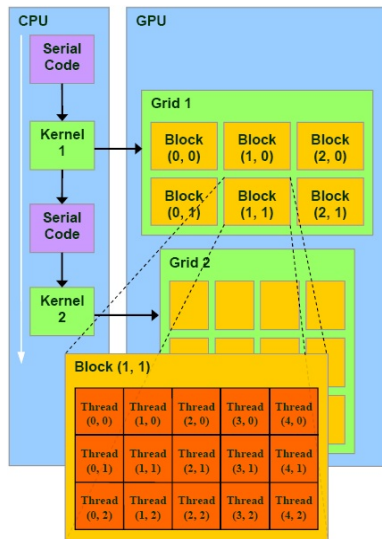 CPU
GPU
Serial
Code
Kernel
1
Serial
Code
Kernel
2
Grid 1
Block
(0, 0)
Block
(1, 0)
Block
(2, 0)
Block
(0, 1)
Block
(1, 1)
Block
(2, 1)
Grid 2
Block (1, 1)
Thread
(0, 0)
Thread
(1, 0)
Thread
(2, 0)
Thread
(3, 0)
Thread
(4, 0)
Thread
(0, 1)
Thread
(1, 1)
Thread
(2, 1)
Thread
(3, 1)
Thread
(4, 1)
Thread
(0, 2)
Thread
(1, 2)
Thread
(2, 2)
Thread
(3, 2)
Thread
(4, 2)